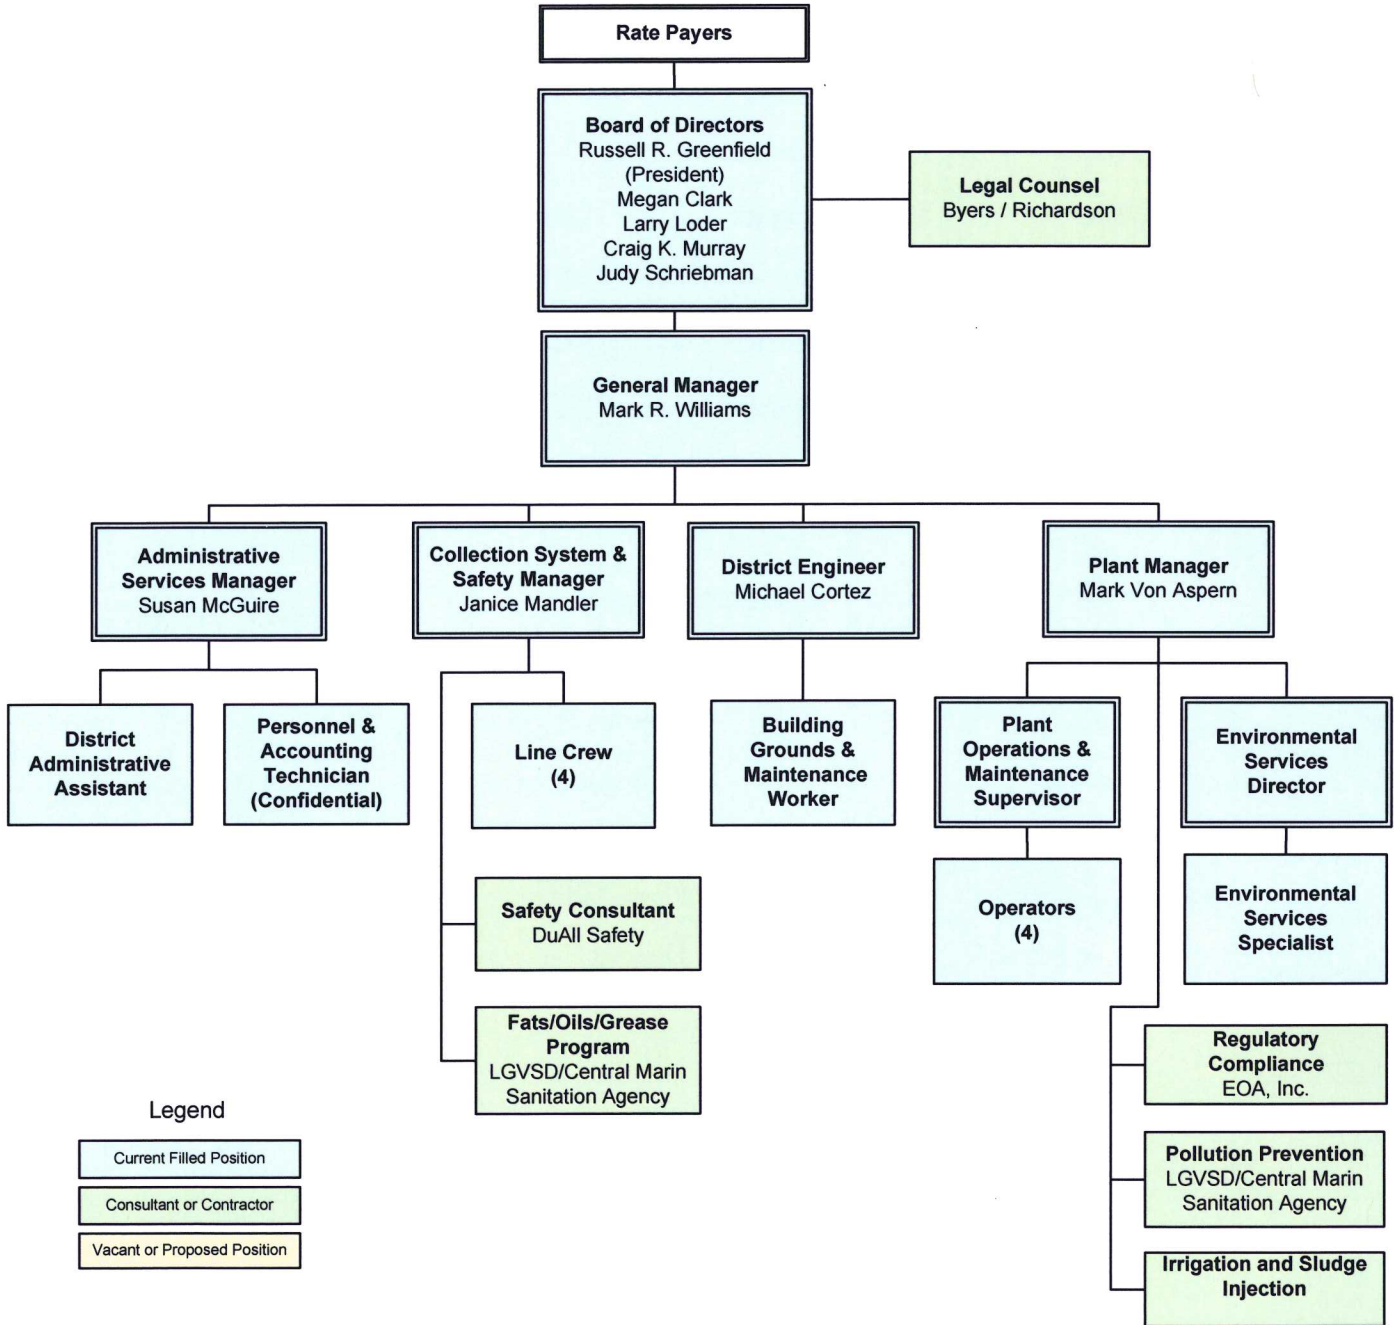 Rate Payers
Board of Directors
Russell R. Greenfield
(President)
Megan Clark
Larry Loder
Craig K. Murray
Judy Schriebman
Legal Counsel
Byers / Richardson
General Manager
Mark R. Williams
Administrative
Services Manager
Susan McGuire
Collection System &
Safety Manager
Janice Mandler
District Engineer
Michael Cortez
Plant Manager
Mark Von Aspern
District
Administrative
Assistant
Personnel &
Accounting
Technician
(Confidential)
Line Crew
(4)
Building
Grounds &
Maintenance
Worker
Plant
Operations &
Maintenance
Supervisor
Environmental
Services
Director
Safety Consultant
DuAll Safety
Operators
(4)
Environmental
Services
Specialist
Fats/Oils/Grease
Program
LGVSD/Central Marin
Sanitation Agency
Regulatory
Compliance
EOA, Inc.
Pollution Prevention
LGVSD/Central Marin
Sanitation Agency
Irrigation and Sludge
Injection
Legend
Current Filled Position
Consultant or Contractor
Vacant or Proposed Position